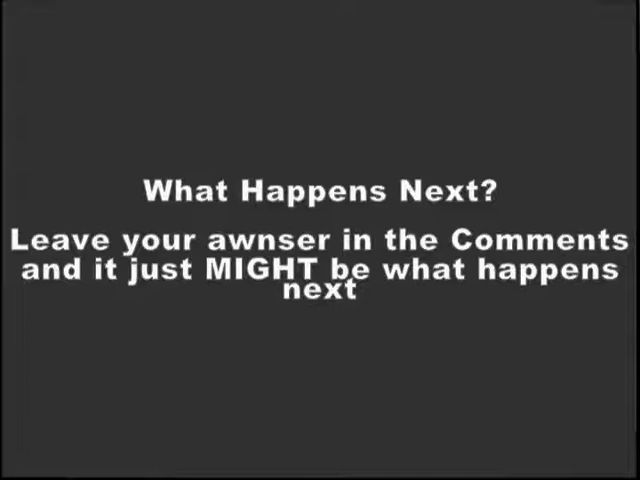 What Happens Next?
Leave your awnser in the Comments
and it just MIGHT be what happens
next